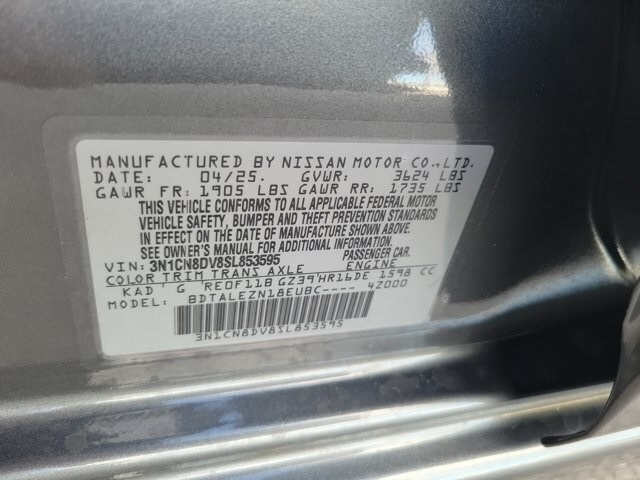 MANUFACTURED BY NISSAN MOTOR CO.,LTD.
DATE: 04/25. GVWR: 3624 LBS
GAWR FR: 1905 LBS GAWR RR: 1735 LBS
THIS VEHICLE CONFORMS TO ALL APPLICABLE FEDERAL MOTOR
VEHICLE SAFETY, BUMPER AND THEFT PREVENTION STANDARDS
IN EFFECT ON THE DATE OF MANUFACTURE SHOWN ABOVE.
SEE OWNER'S MANUAL FOR ADDITIONAL INFORMATION.
VIN: 3N1CN8DV8SL853595 PASSENGER CAR.
COLOR TRIM TRANS AXLE ENGINE
KAD G RE0F11B GZ39 HR16DE 1598 CC
BDTALEZN18EUBC---- 4Z000
3N1CN8DV8SL853595